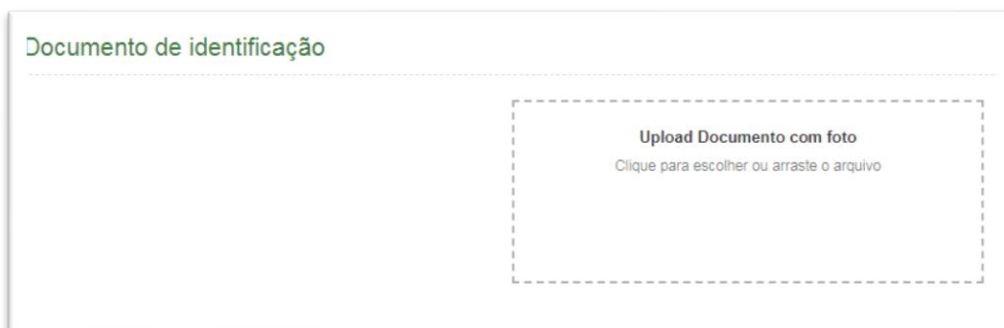 Documento de identificação
Upload Documento com foto
Clique para escolher ou arraste o arquivo